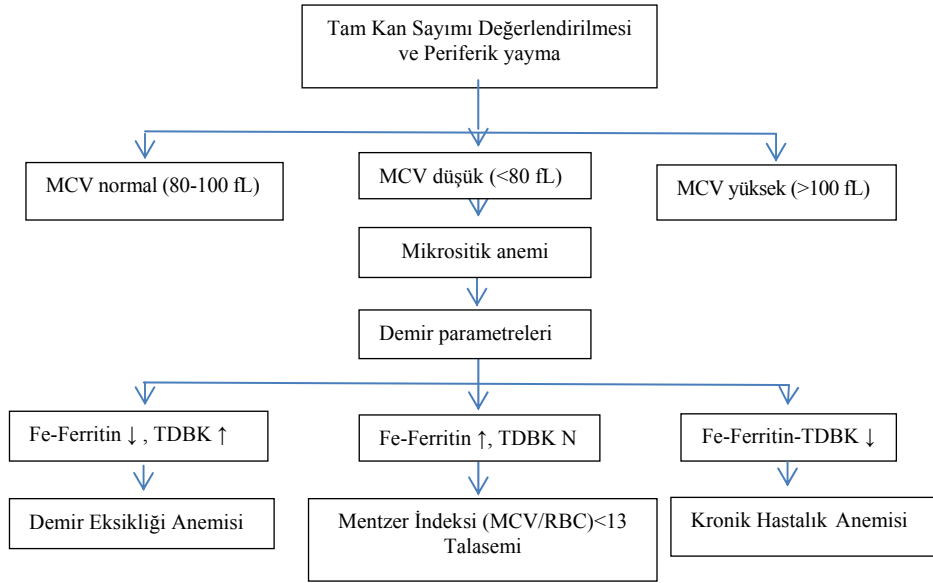 Tam Kan Sayımı Değerlendirilmesi
ve Periferik yayma
MCV normal (80-100 fL)
MCV düşük (<80 fL)
MCV yüksek (>100 fL)
Mikrositik anemi
Demir parametreleri
Fe-Ferritin ↓ , TDBK ↑
Fe-Ferritin ↑, TDBK N
Fe-Ferritin-TDBK ↓
Demir Eksikliği Anemisi
Mentzer İndeksi (MCV/RBC)<13
Talasemi
Kronik Hastalık Anemisi